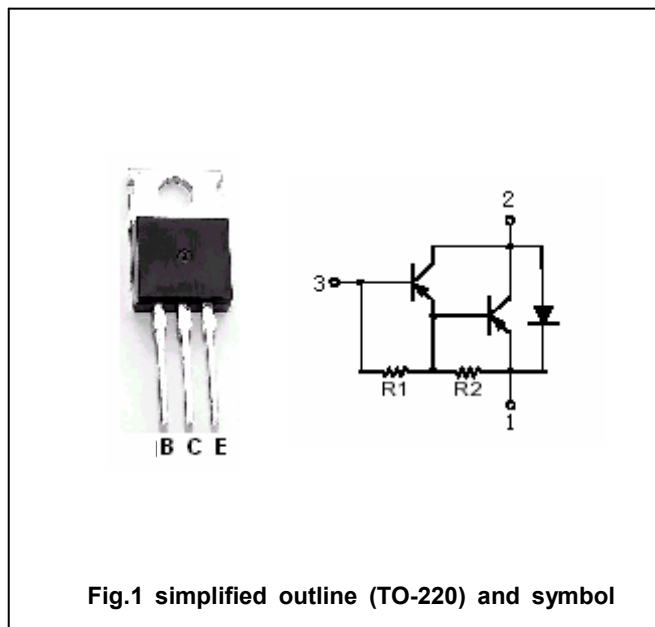 2
3
R1 R2
1
B C E
Fig.1 simplified outline (TO-220) and symbol